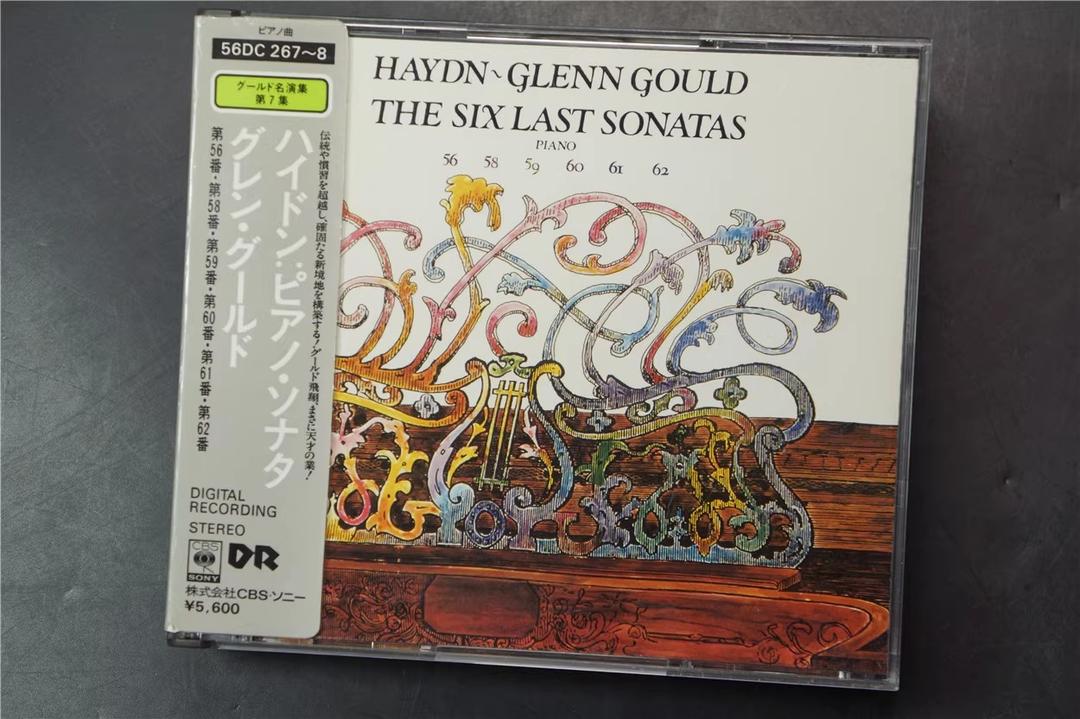 ピアノ曲
56DC 267〜8
グールド名演集
第7集
伝統や慣習を超越し、確固たる新境地を構築する!グールド飛翔、まさに天才の業!
ハイドン:ピアノ・ソナタ
グレン・グールド
第56番・第58番・第59番・第60番・第61番・第62番
DIGITAL
RECORDING
STEREO
CBS
SONY
DR
株式会社CBS・ソニー
¥5,600
HAYDN~GLENN GOULD
THE SIX LAST SONATAS
PIANO
56 58 59 60 61 62